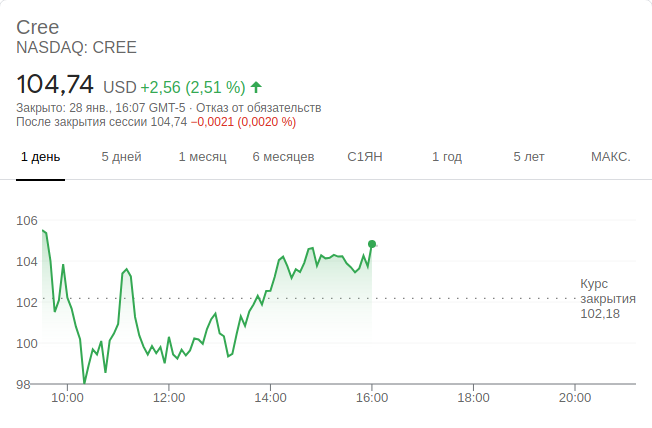 Cree
NASDAQ: CREE
104,74 USD +2,56 (2,51 %)
Закрыто: 28 янв., 16:07 GMT-5 · Отказ от обязательств
После закрытия сессии 104,74 −0,0021 (0,0020 %)
1 день 5 дней 1 месяц 6 месяцев С1ЯН 1 год 5 лет МАКС.
106
104
Курс
закрытия
102,18
102
100
98
10:00 12:00 14:00 16:00 18:00 20:00